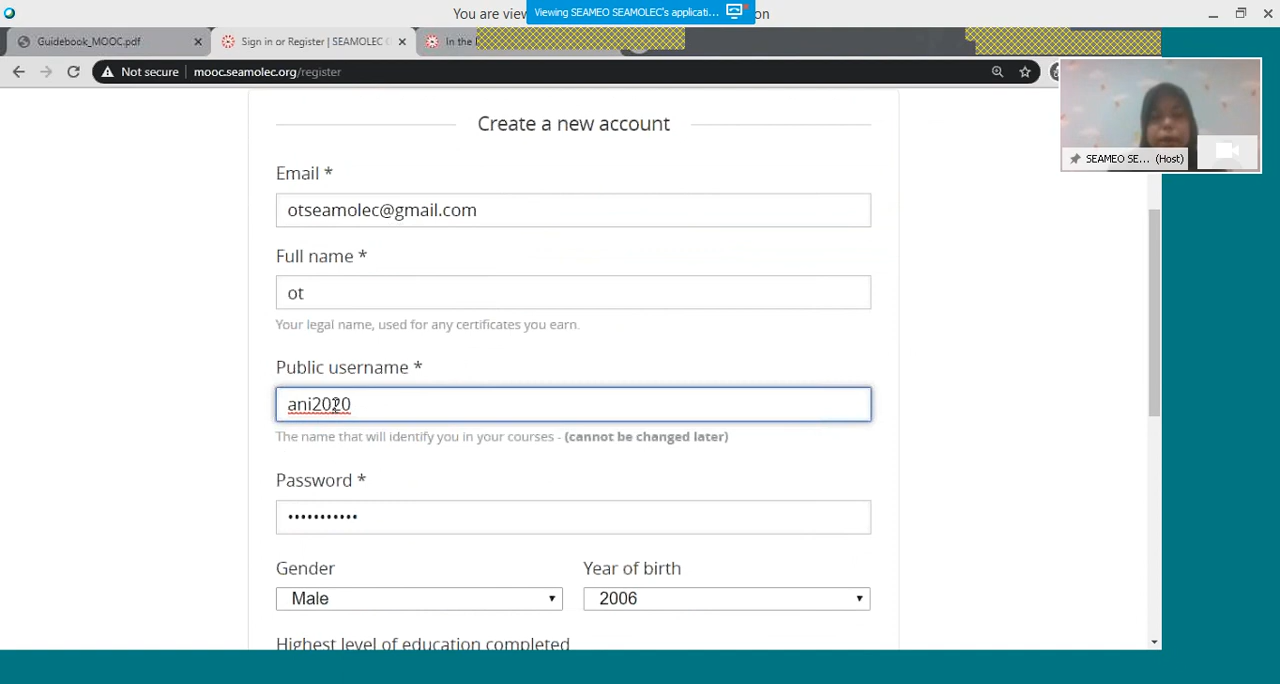 You are view
Viewing SEAMEO SEAMOLEC's applicati...
on
Guidebook_MOOC.pdf
Sign in or Register | SEAMOLEC
In the
Not secure
mooc.seamolec.org/register
SEAMEO SE... (Host)
Create a new account
Email *
otseamolec@gmail.com
Full name *
ot
Your legal name, used for any certificates you earn.
Public username *
ani2020
The name that will identify you in your courses - (cannot be changed later)
Password *
•••••••••••
Gender
Year of birth
Male
2006
Highest level of education completed